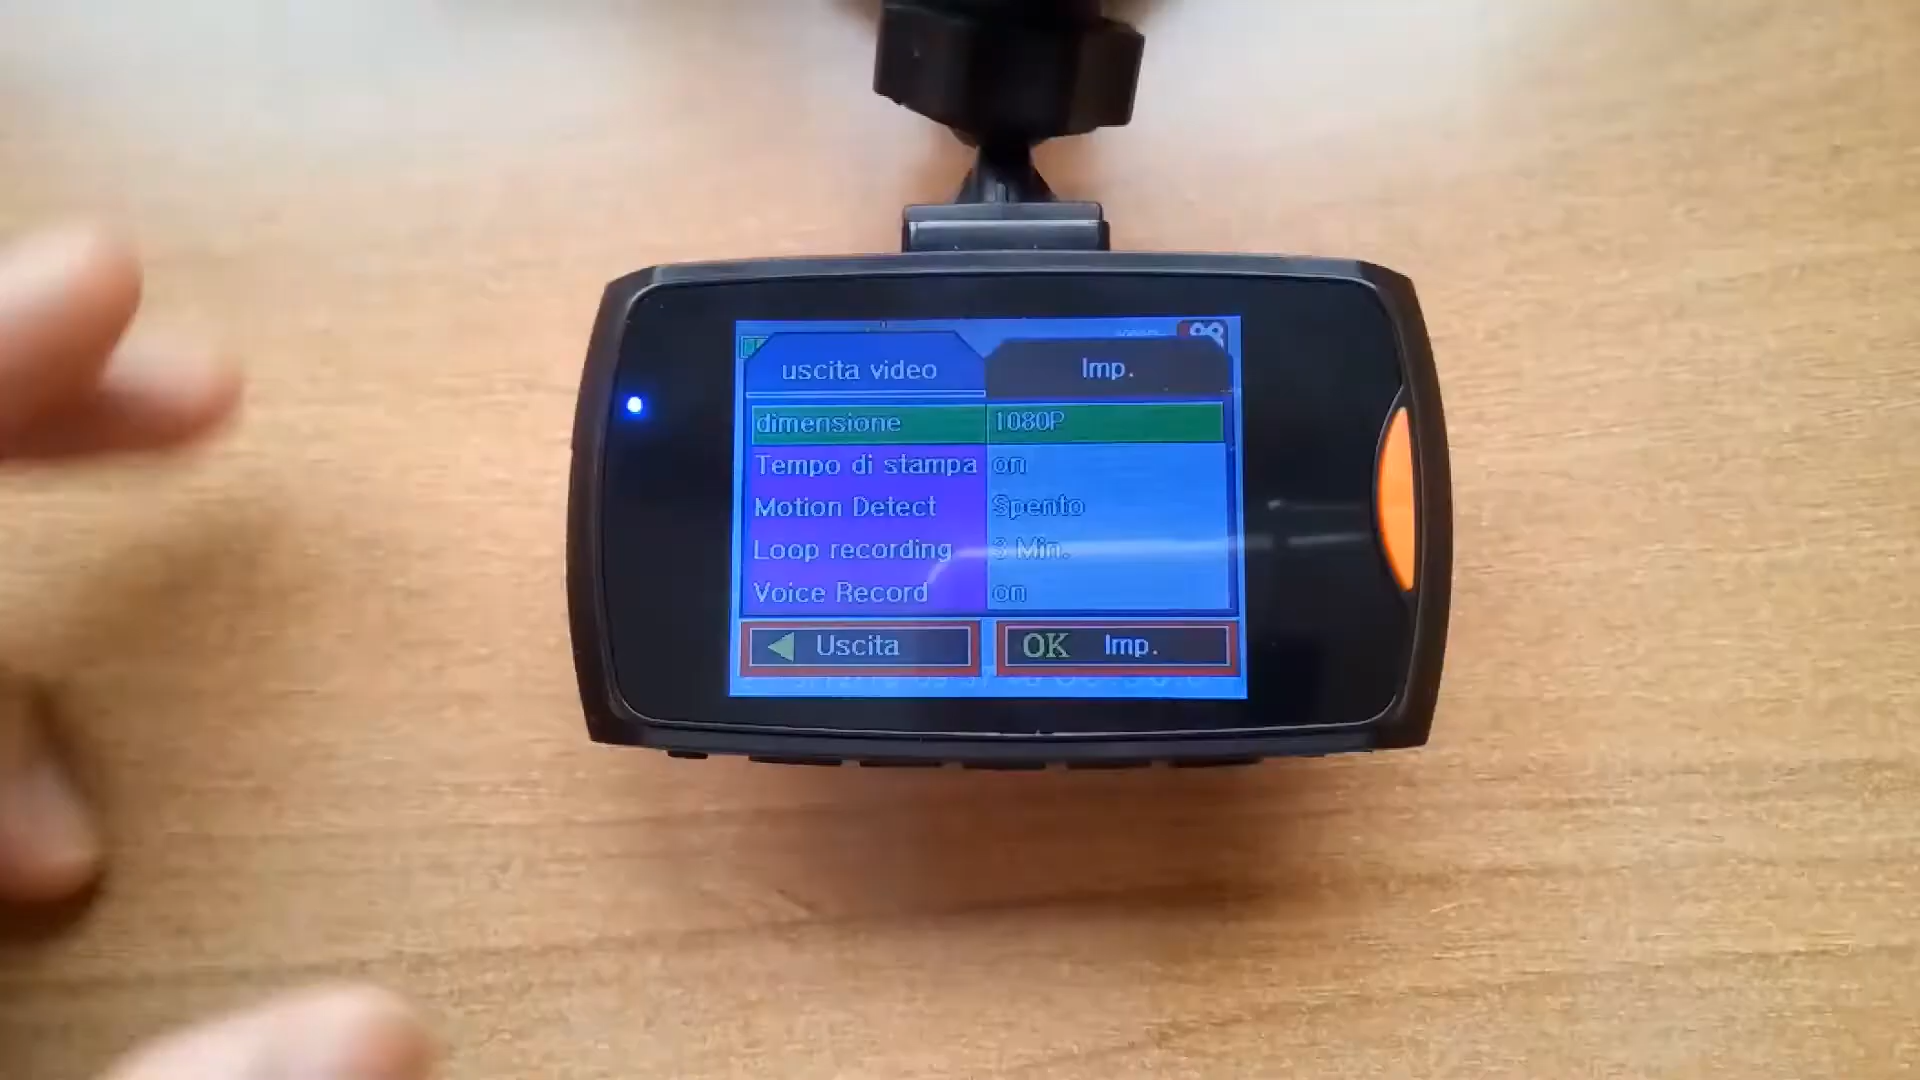 uscita video Imp.
dimensione 1080P
Tempo di stampa on
Motion Detect Spento
Loop recording 3 Min.
Voice Record on
Uscita OK Imp.